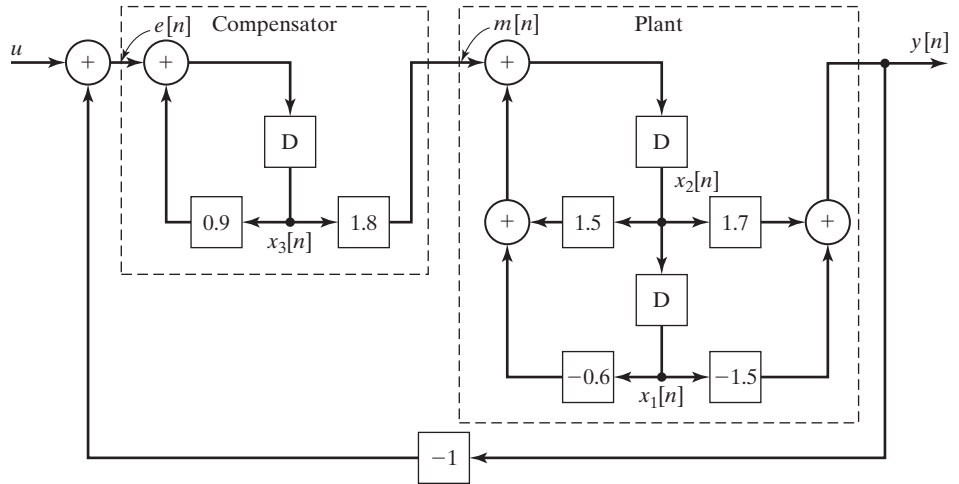 e[n]
Compensator
m[n]
Plant
u
y[n]
+
+
+
D
D
x₂[n]
0.9
1.8
x₃[n]
+
1.5
1.7
+
D
−0.6
−1.5
x₁[n]
−1